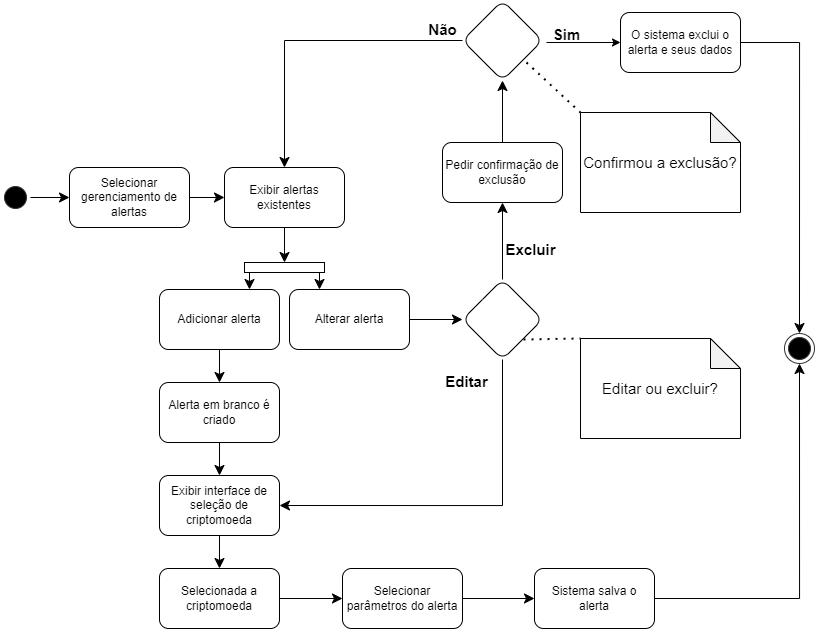 Não
Sim
O sistema exclui o
alerta e seus dados
Confirmou a exclusão?
Pedir confirmação de
exclusão
Selecionar
gerenciamento de
alertas
Exibir alertas
existentes
Excluir
Adicionar alerta
Alterar alerta
Editar
Editar ou excluir?
Alerta em branco é
criado
Exibir interface de
seleção de
criptomoeda
Selecionada a
criptomoeda
Selecionar
parâmetros do alerta
Sistema salva o
alerta